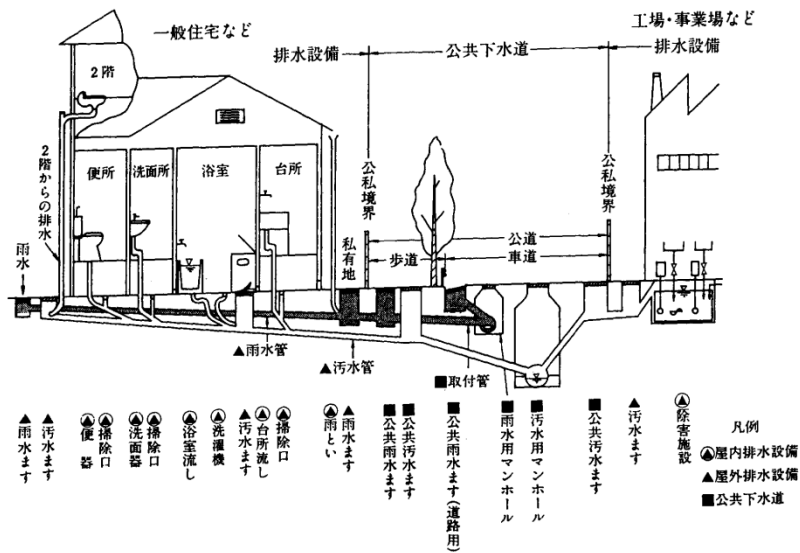 一般住宅など
工場・事業場など
排水設備
公共下水道
排水設備
2階
2階からの排水
便所
洗面所
浴室
台所
公私境界
公私境界
私有地
公道
歩道
車道
雨水
▲雨水管
▲汚水管
■取付管
▲雨水ます
▲汚水ます
便器
掃除口
洗面器
掃除口
浴室流し
洗濯機
▲汚水ます
台所流し
掃除口
雨とい
▲雨水ます
■公共雨水ます
■公共汚水ます
■公共雨水ます(道路用)
■雨水用マンホール
■汚水用マンホール
■公共汚水ます
▲汚水ます
除害施設
凡例
屋内排水設備
▲屋外排水設備
■公共下水道